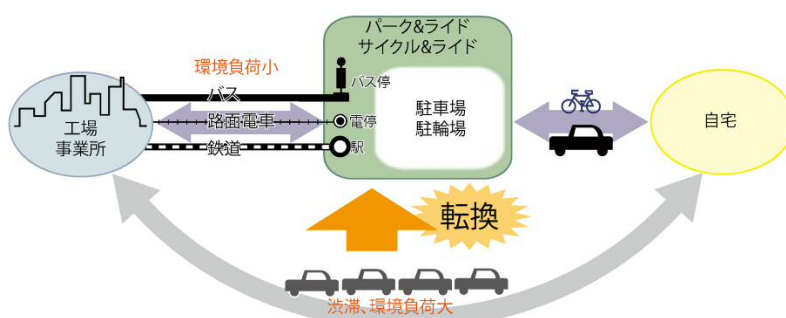 パーク&ライド
サイクル&ライド
環境負荷小
バス停
バス
工場
事業所
路面電車
電停
駐車場
駐輪場
自宅
鉄道
駅
転換
渋滞、環境負荷大